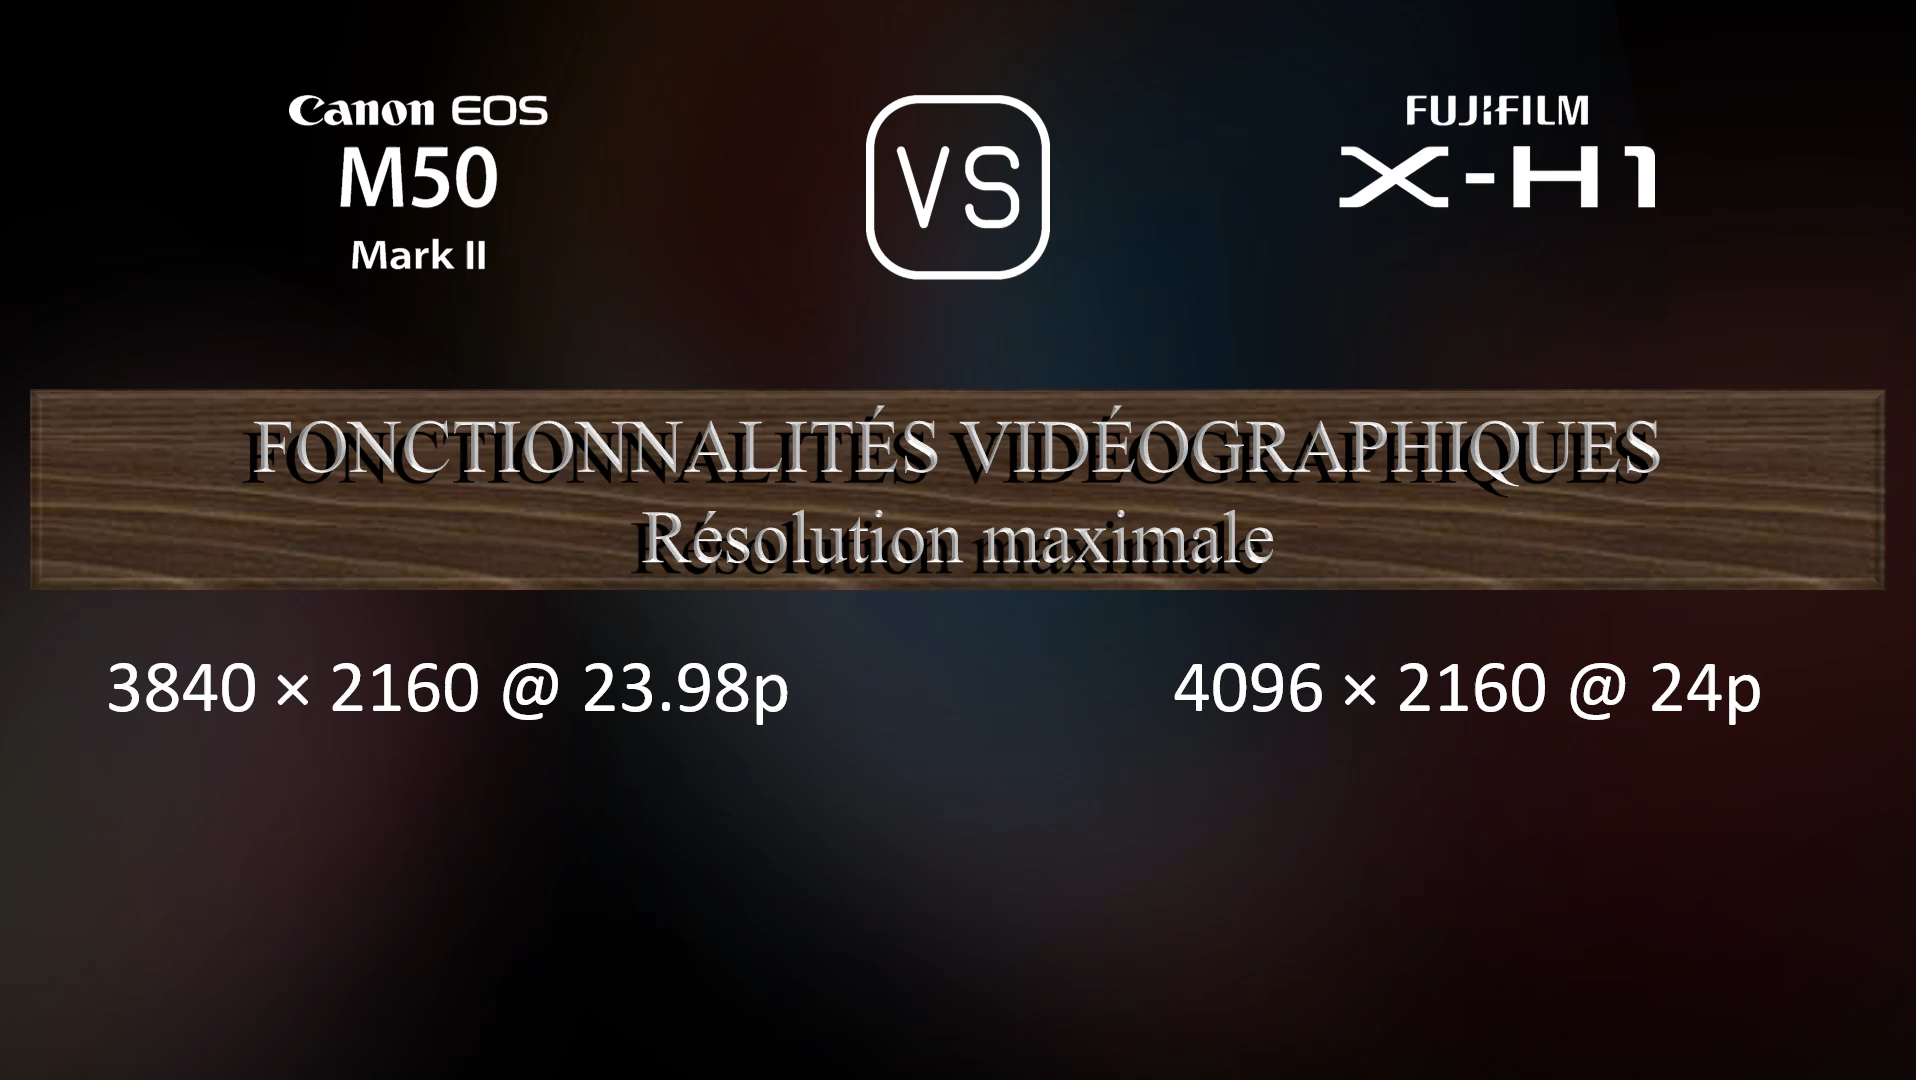 Canon EOS
M50
Mark II
VS
FUJIFILM
X-H1
FONCTIONNALITÉS VIDÉOGRAPHIQUES
Résolution maximale
3840 × 2160 @ 23.98p
4096 × 2160 @ 24p